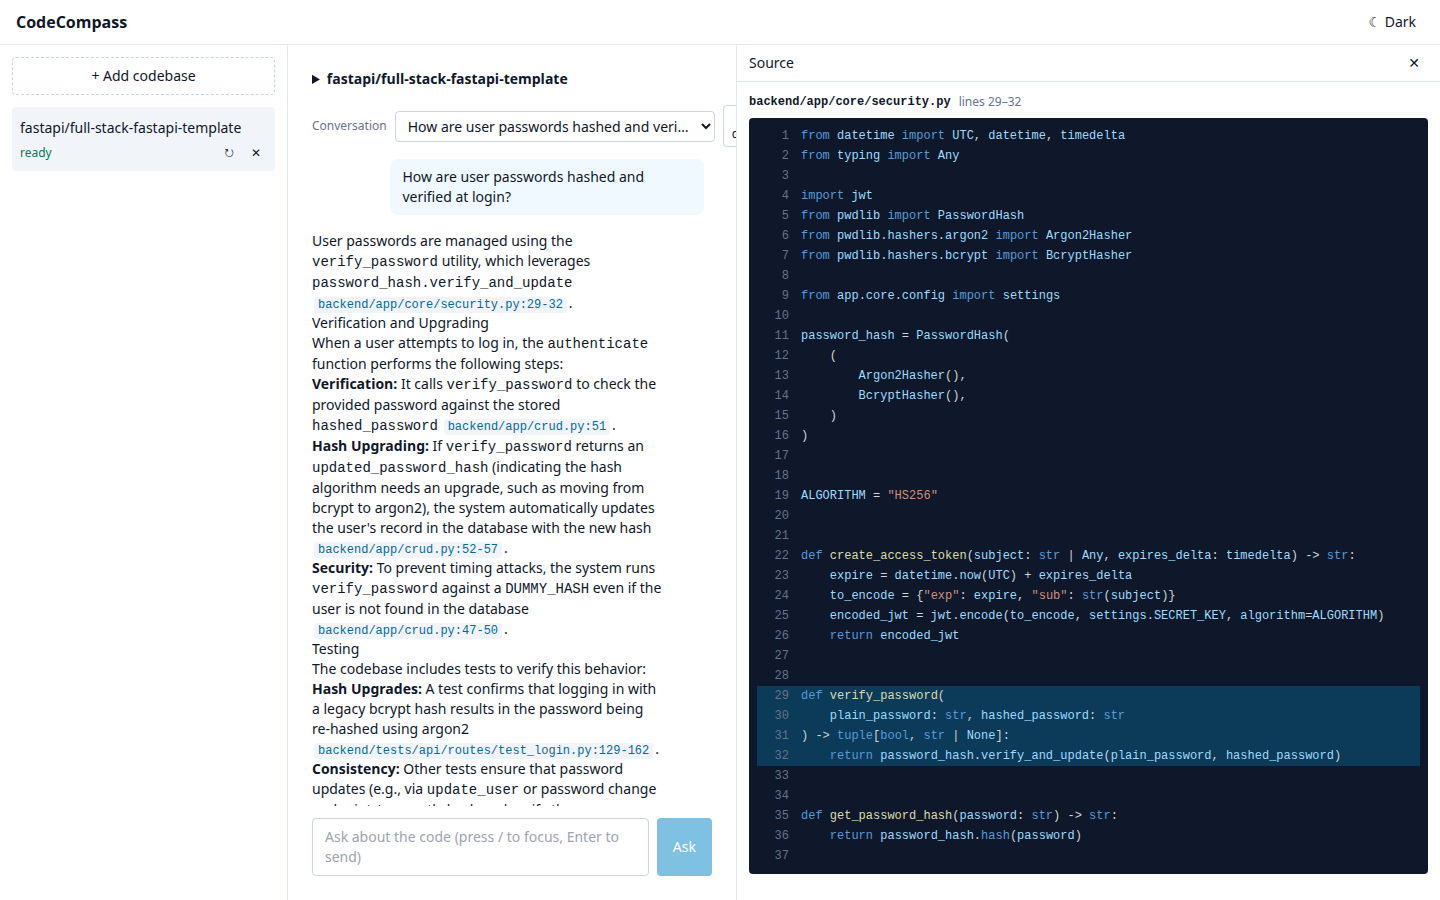 CodeCompass
☾ Dark
+ Add codebase
fastapi/full-stack-fastapi-template
ready
↻ ✕
▶ fastapi/full-stack-fastapi-template
Conversation How are user passwords hashed and veri...
How are user passwords hashed and
verified at login?
User passwords are managed using the
verify_password utility, which leverages
password_hash.verify_and_update
backend/app/core/security.py:29-32 .
Verification and Upgrading
When a user attempts to log in, the authenticate
function performs the following steps:
Verification: It calls verify_password to check the
provided password against the stored
hashed_password backend/app/crud.py:51 .
Hash Upgrading: If verify_password returns an
updated_password_hash (indicating the hash
algorithm needs an upgrade, such as moving from
bcrypt to argon2), the system automatically updates
the user's record in the database with the new hash
backend/app/crud.py:52-57 .
Security: To prevent timing attacks, the system runs
verify_password against a DUMMY_HASH even if the
user is not found in the database
backend/app/crud.py:47-50 .
Testing
The codebase includes tests to verify this behavior:
Hash Upgrades: A test confirms that logging in with
a legacy bcrypt hash results in the password being
re-hashed using argon2
backend/tests/api/routes/test_login.py:129-162 .
Consistency: Other tests ensure that password
updates (e.g., via update_user or password change
Ask about the code (press / to focus, Enter to
send)
Ask
Source
✕
backend/app/core/security.py lines 29–32
1 from datetime import UTC, datetime, timedelta
2 from typing import Any
3
4 import jwt
5 from pwdlib import PasswordHash
6 from pwdlib.hashers.argon2 import Argon2Hasher
7 from pwdlib.hashers.bcrypt import BcryptHasher
8
9 from app.core.config import settings
10
11 password_hash = PasswordHash(
12     (
13         Argon2Hasher(),
14         BcryptHasher(),
15     )
16 )
17
18
19 ALGORITHM = "HS256"
20
21
22 def create_access_token(subject: str | Any, expires_delta: timedelta) -> str:
23     expire = datetime.now(UTC) + expires_delta
24     to_encode = {"exp": expire, "sub": str(subject)}
25     encoded_jwt = jwt.encode(to_encode, settings.SECRET_KEY, algorithm=ALGORITHM)
26     return encoded_jwt
27
28
29 def verify_password(
30     plain_password: str, hashed_password: str
31 ) -> tuple[bool, str | None]:
32     return password_hash.verify_and_update(plain_password, hashed_password)
33
34
35 def get_password_hash(password: str) -> str:
36     return password_hash.hash(password)
37